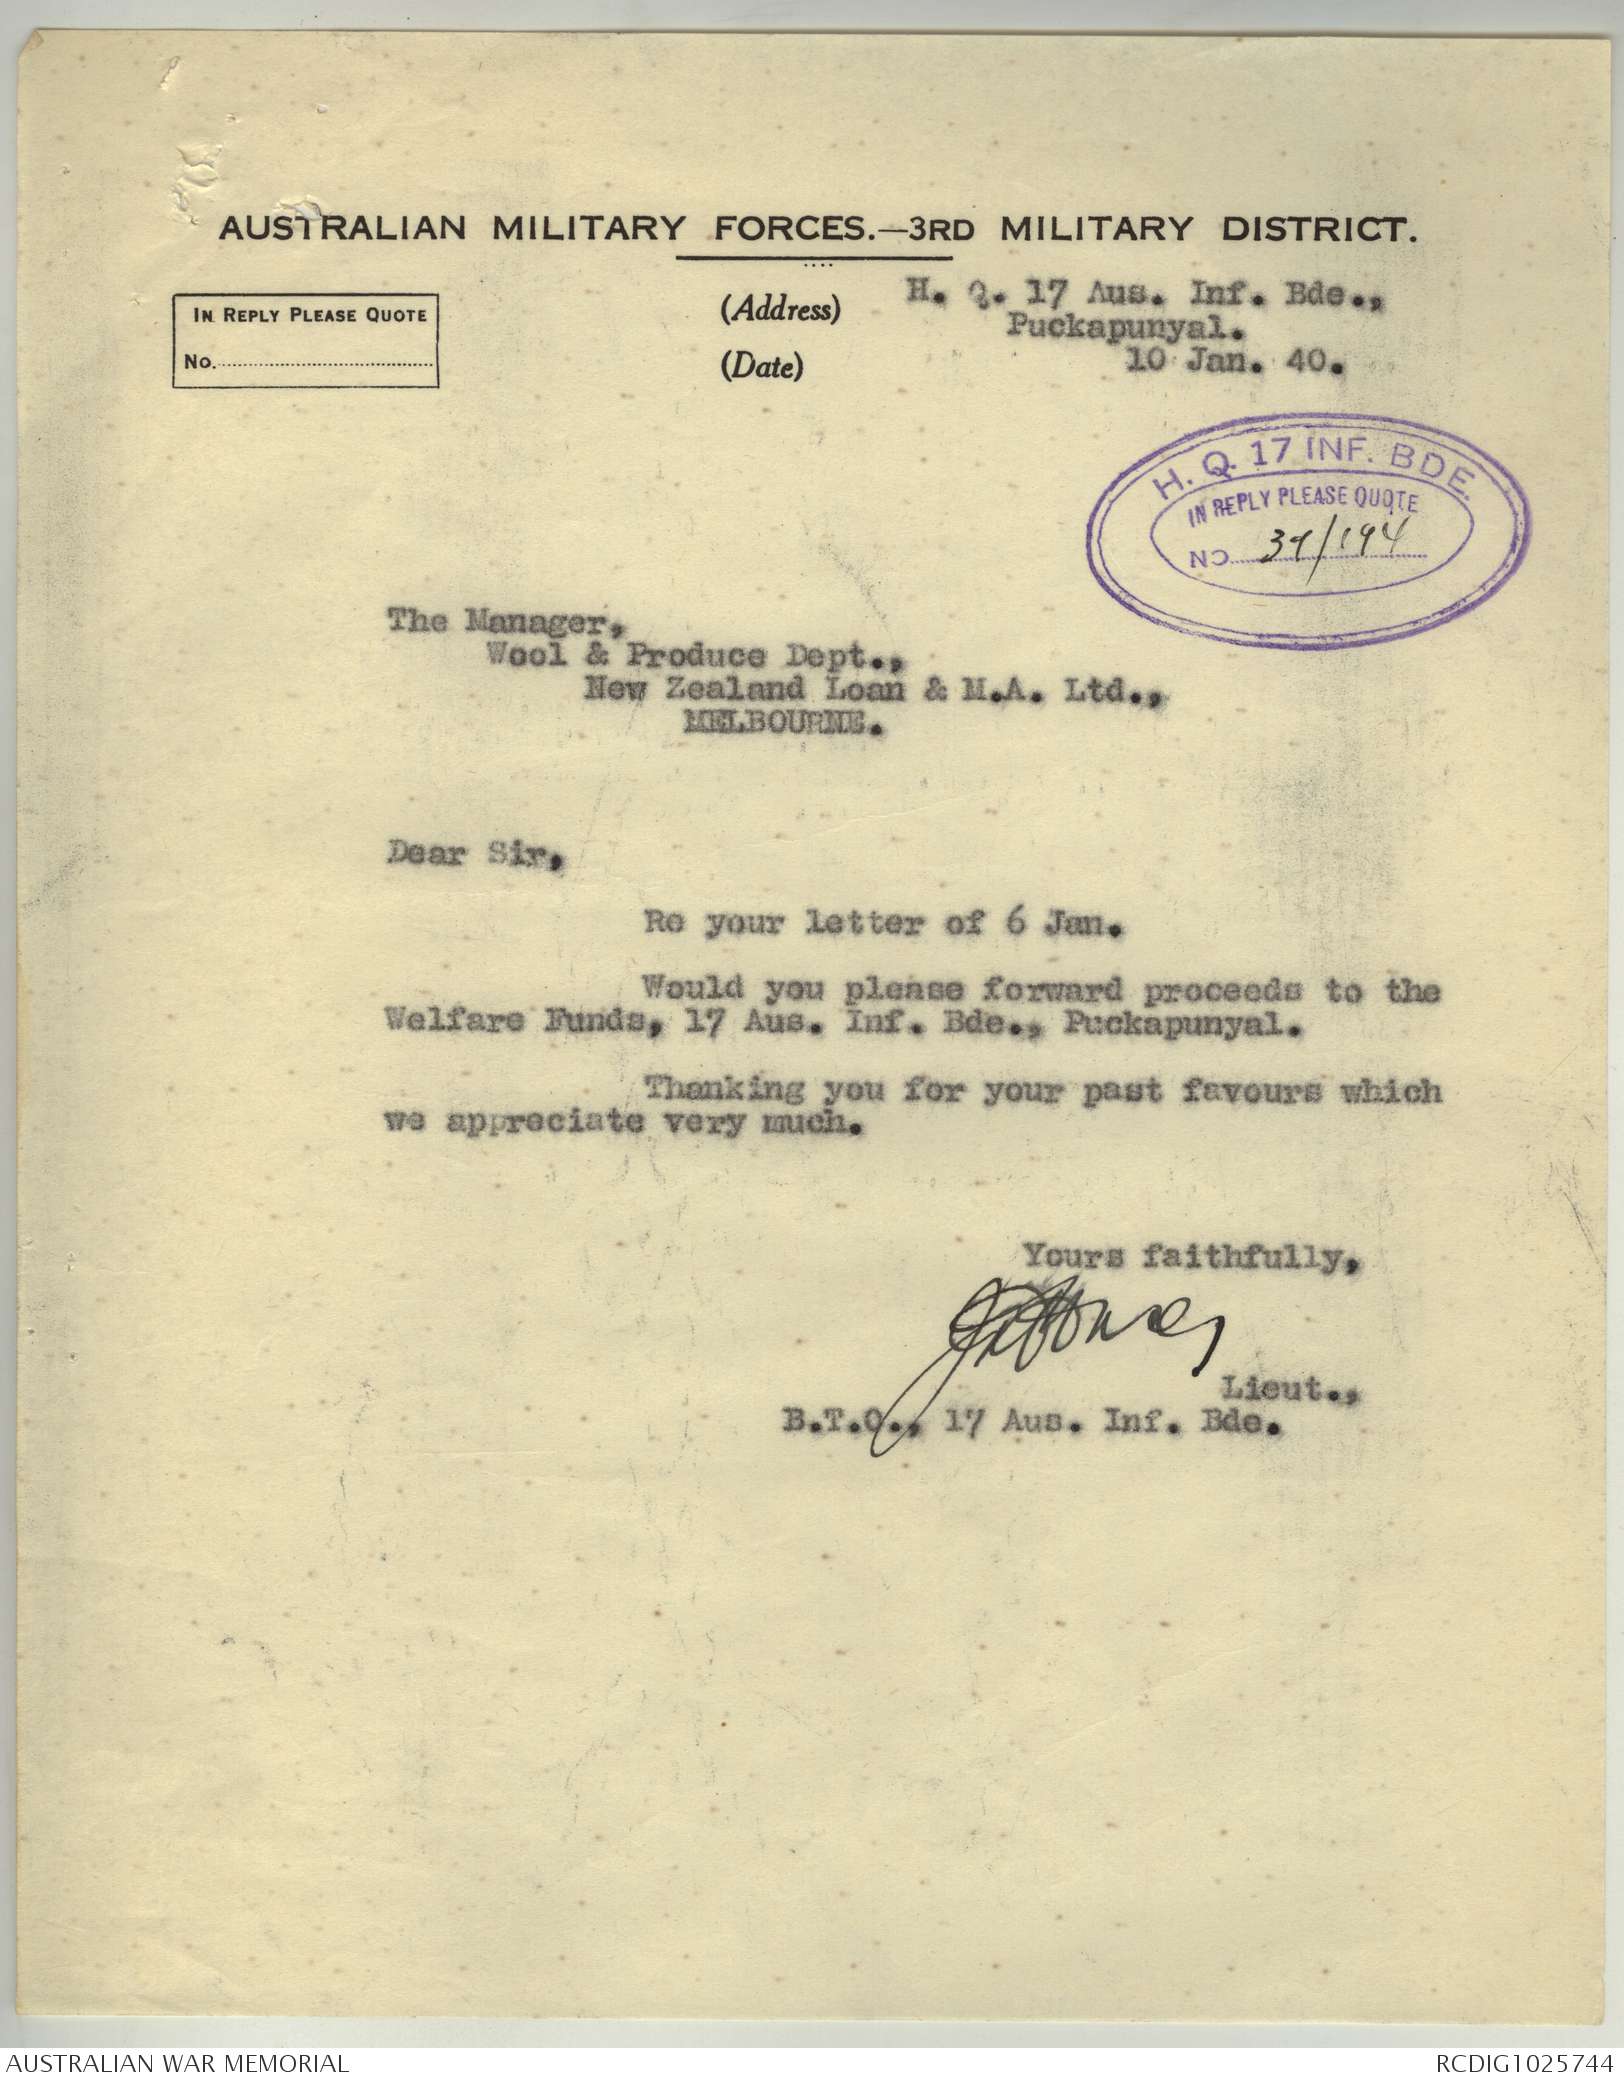 AUSTRALIAN MILITARY FORCES.—3RD MILITARY DISTRICT.
IN REPLY PLEASE QUOTE
No.
(Address) H. Q. 17 Aus. Inf. Bde.,
Puckapunyal.
(Date) 10 Jan. 40.
H. Q. 17 INF. BDE.
IN REPLY PLEASE QUOTE
NO 39/194
The Manager,
Wool & Produce Dept.,
New Zealand Loan & M.A. Ltd.,
MELBOURNE.
Dear Sir,
Re your letter of 6 Jan.
Would you please forward proceeds to the
Welfare Funds, 17 Aus. Inf. Bde., Puckapunyal.
Thanking you for your past favours which
we appreciate very much.
Yours faithfully,
Lieut.,
B.T.O., 17 Aus. Inf. Bde.
AUSTRALIAN WAR MEMORIAL
RCDIG1025744